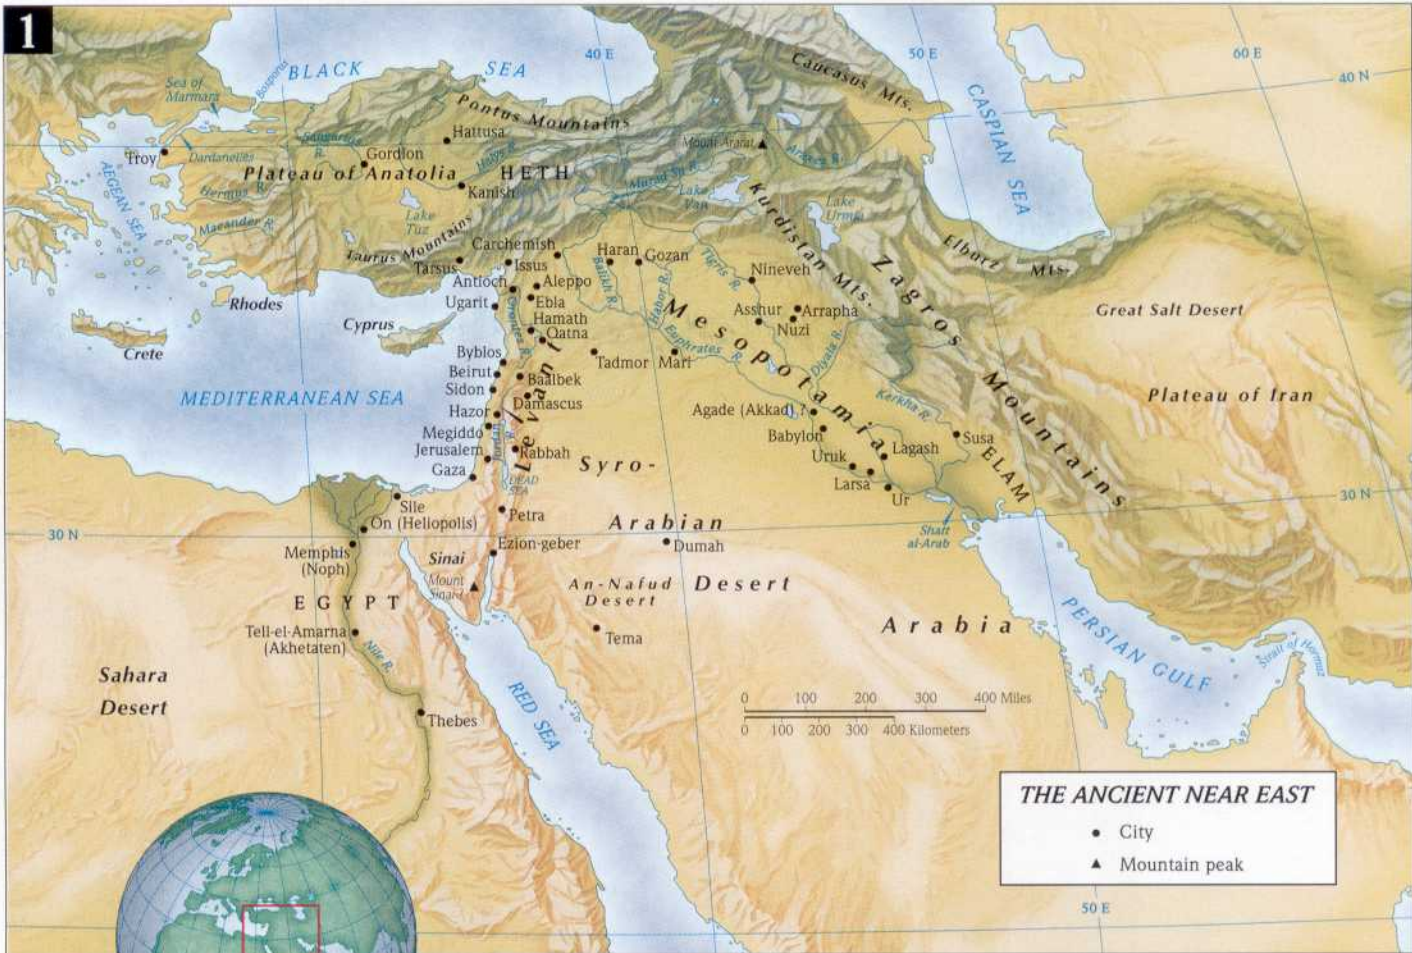 1
40 E
50 E
60 E
40 N
BLACK SEA
Sea of
Marmara
Bosporus
Caucasus Mts.
CASPIAN SEA
Pontus Mountains
Hattusa
Sangarius
R.
Troy
Dardanelles
Gordion
Mount Ararat
Araxes R.
Plateau of Anatolia
Halys R.
HETH
AEGEAN SEA
Hermus R.
Kanish
Murad Su R.
Lake
Van
Maeander R.
Lake
Tuz
Kurdistan Mts.
Lake
Urmia
Taurus Mountains
Elburz Mts.
Carchemish
Haran
Gozan
Tigris R.
Zagros Mountains
Tarsus
Issus
Nineveh
Antioch
Aleppo
Balikh R.
Habor R.
Rhodes
Ugarit
Ebla
Orontes R.
Mesopotamia
Asshur
Arrapha
Great Salt Desert
Cyprus
Hamath
Nuzi
Crete
Qatna
Euphrates R.
Diyala R.
Byblos
Tadmor
Mari
Beirut
Baalbek
Levant
MEDITERRANEAN SEA
Sidon
Damascus
Kerkha R.
Plateau of Iran
Hazor
Agade (Akkad) ?
Megiddo
Jordan R.
Babylon
Susa
Jerusalem
Rabbah
Lagash
ELAM
Gaza
Syro-
Uruk
DEAD
SEA
Larsa
Ur
30 N
Sile
On (Heliopolis)
Petra
Arabian
Shatt
al-Arab
30 N
Memphis
(Noph)
Sinai
Ezion-geber
Dumah
Mount
Sinai?
An-Nafud
Desert
Desert
EGYPT
PERSIAN GULF
Arabia
Tell-el-Amarna
(Akhetaten)
Tema
Nile R.
Strait of Hormuz
Sahara
Desert
RED SEA
0 100 200 300 400 Miles
Thebes
0 100 200 300 400 Kilometers
THE ANCIENT NEAR EAST
City
Mountain peak
50 E